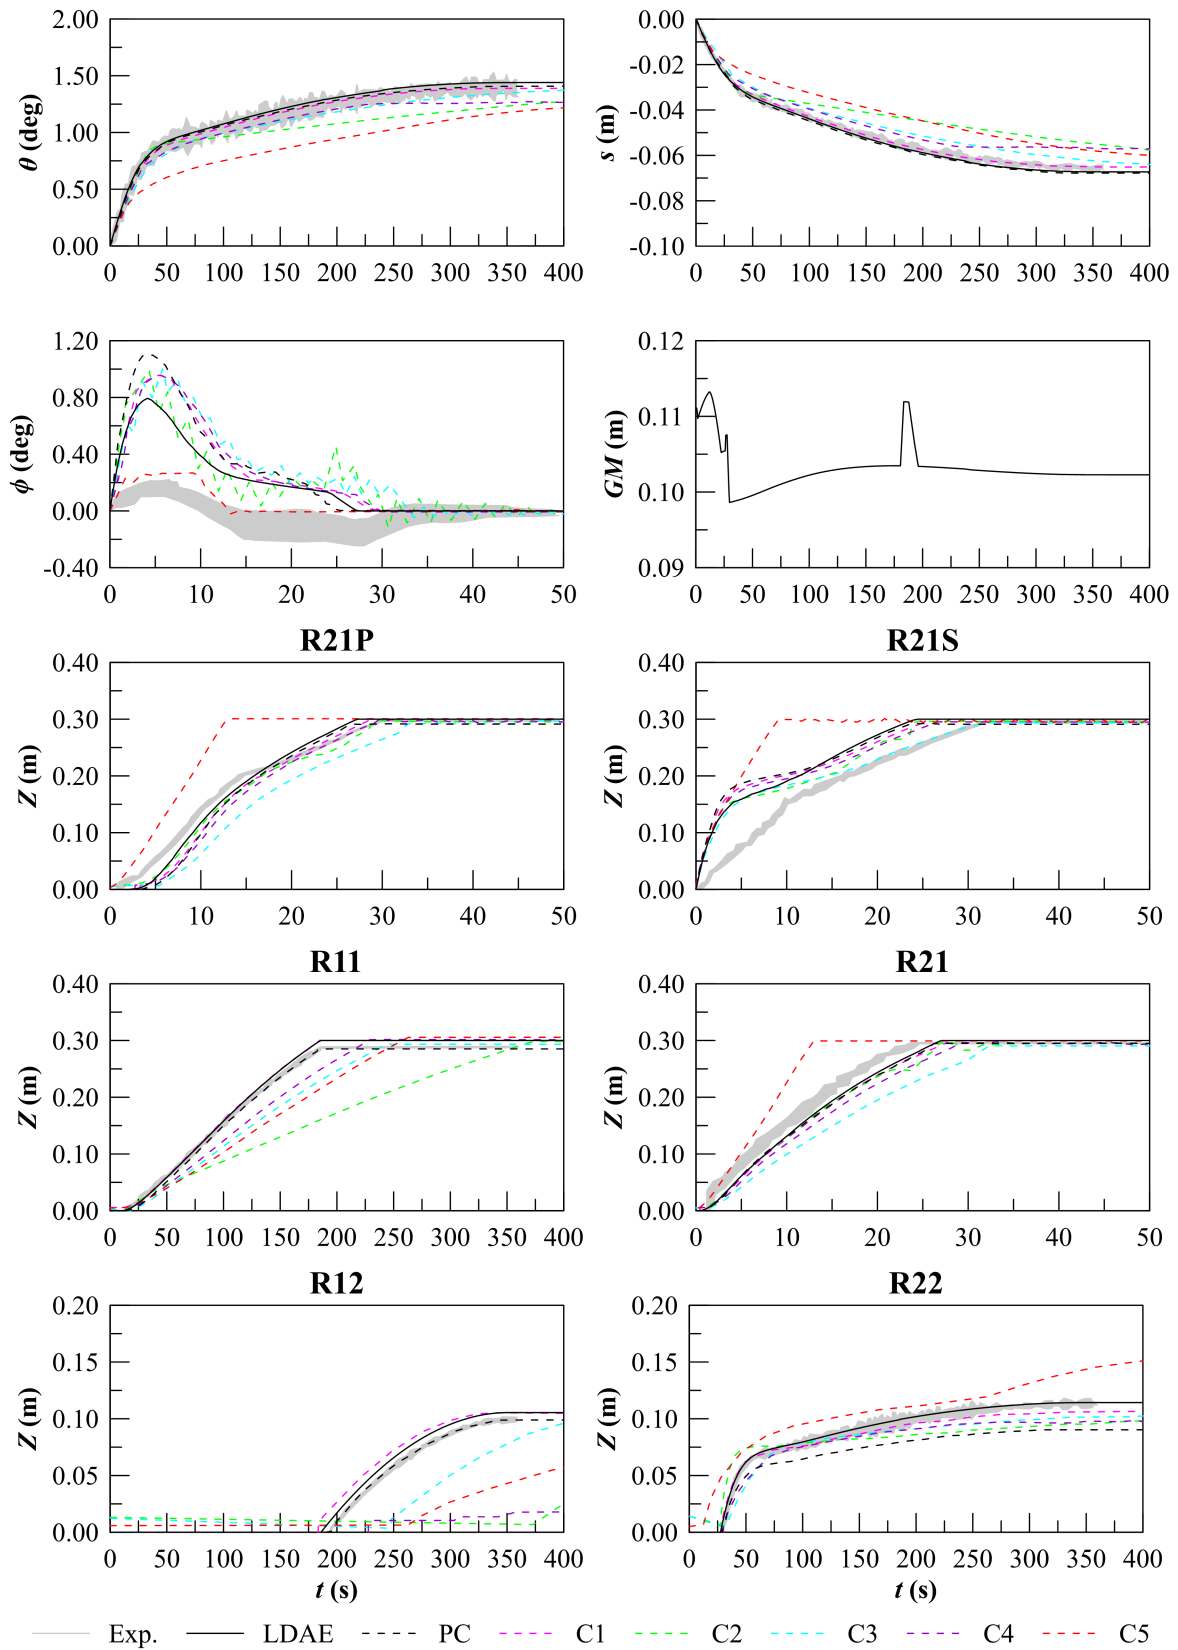 θ (deg)
2.00
1.50
1.00
0.50
0.00
0 50 100 150 200 250 300 350 400
s (m)
0.00
-0.02
-0.04
-0.06
-0.08
-0.10
0 50 100 150 200 250 300 350 400
ϕ (deg)
1.20
0.80
0.40
0.00
-0.40
0 10 20 30 40 50
GM (m)
0.12
0.11
0.10
0.09
0 50 100 150 200 250 300 350 400
R21P
Z (m)
0.40
0.30
0.20
0.10
0.00
0 10 20 30 40 50
R21S
Z (m)
0.40
0.30
0.20
0.10
0.00
0 10 20 30 40 50
R11
Z (m)
0.40
0.30
0.20
0.10
0.00
0 50 100 150 200 250 300 350 400
R21
Z (m)
0.40
0.30
0.20
0.10
0.00
0 10 20 30 40 50
R12
Z (m)
0.20
0.15
0.10
0.05
0.00
0 50 100 150 200 250 300 350 400
t (s)
R22
Z (m)
0.20
0.15
0.10
0.05
0.00
0 50 100 150 200 250 300 350 400
t (s)
Exp. LDAE PC C1 C2 C3 C4 C5